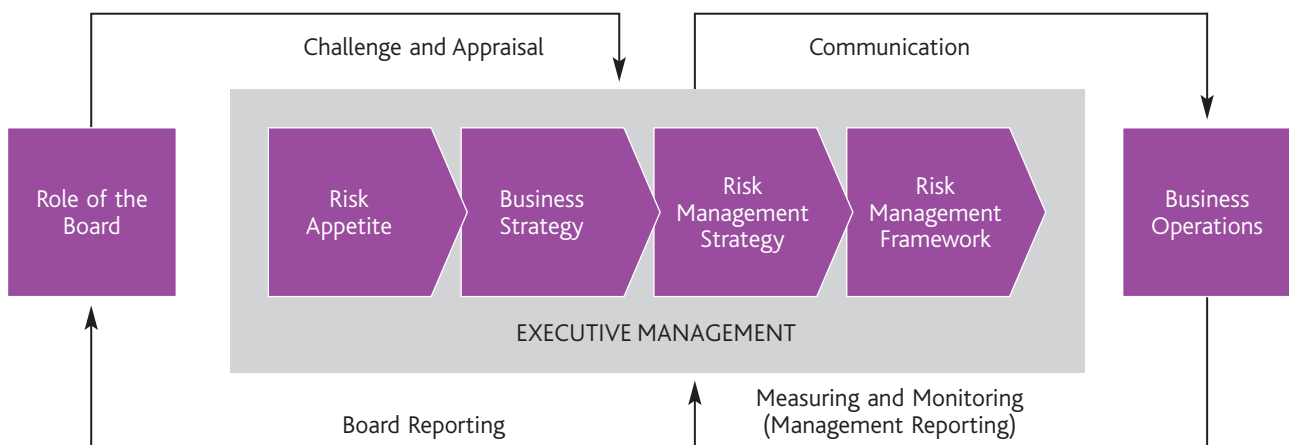 Challenge and Appraisal
Communication
Role of the
Board
Risk
Appetite
Business
Strategy
Risk
Management
Strategy
Risk
Management
Framework
Business
Operations
EXECUTIVE MANAGEMENT
Board Reporting
Measuring and Monitoring
(Management Reporting)